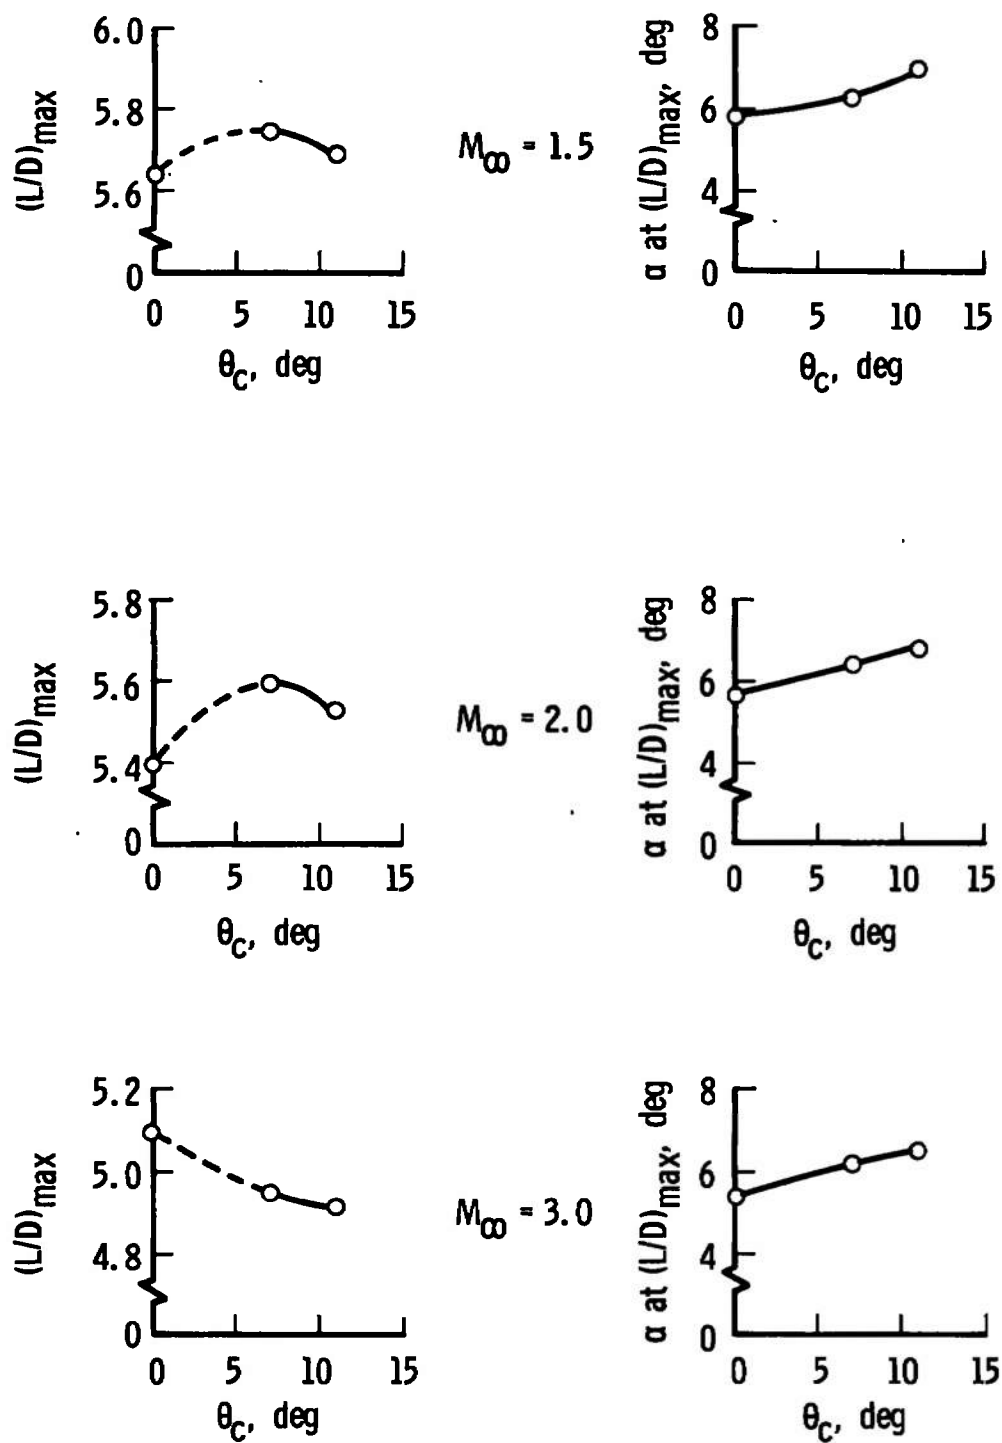 6.0
5.8
5.6
0
(L/D)max
0 5 10 15
θc, deg
M∞ = 1.5
8
6
4
0
α at (L/D)max, deg
0 5 10 15
θc, deg
5.8
5.6
5.4
0
(L/D)max
0 5 10 15
θc, deg
M∞ = 2.0
8
6
4
0
α at (L/D)max, deg
0 5 10 15
θc, deg
5.2
5.0
4.8
0
(L/D)max
0 5 10 15
θc, deg
M∞ = 3.0
8
6
4
0
α at (L/D)max, deg
0 5 10 15
θc, deg